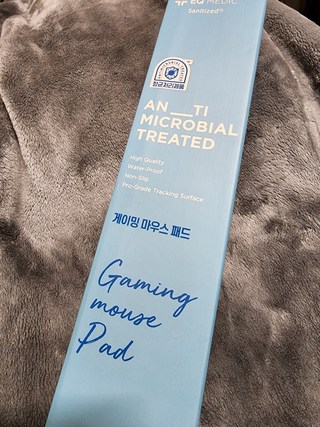 EQ MEDIC
Sanitized®
항균처리제품
AN__TI
MICROBIAL
TREATED
High Quality
Water-Proof
Non-Slip
Pro-Grade Tracking Surface
게이밍 마우스 패드
Gaming
mouse
Pad